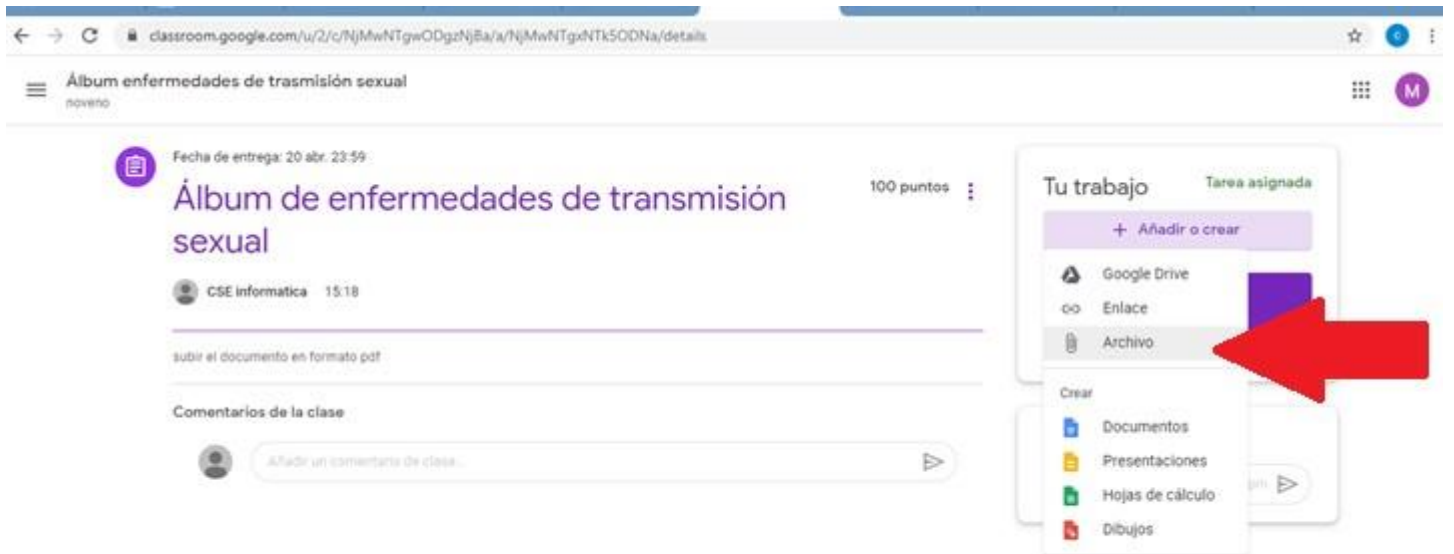 classroom.google.com/u/2/c/NjMwNTgwODgzNjBa/a/NjMwNTgxNTk5ODNa/details
C
Álbum enfermedades de trasmisión sexual
noveno
M
Fecha de entrega: 20 abr. 23:59
Álbum de enfermedades de transmisión
sexual
100 puntos
CSE informatica 15:18
subir el documento en formato pdf
Comentarios de la clase
Añadir un comentario de clase...
Tu trabajo
Tarea asignada
+ Añadir o crear
Google Drive
Enlace
Archivo
Crear
Documentos
Presentaciones
Hojas de cálculo
Dibujos